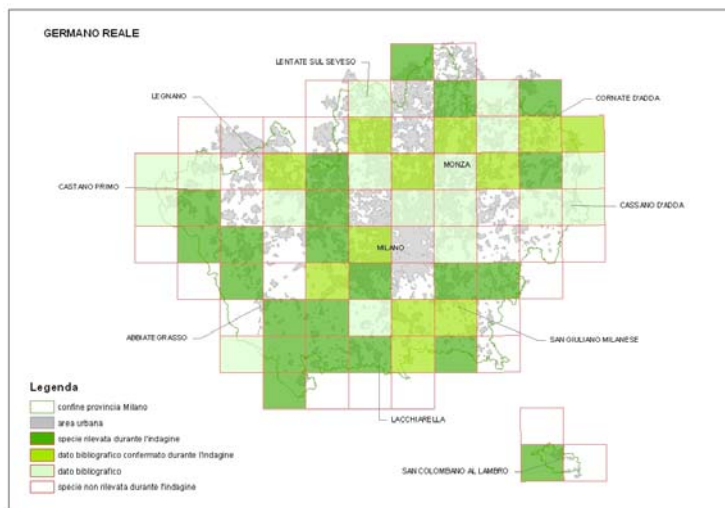 GERMANO REALE
LENTATE SUL SEVESO
LEGNANO
CORNATE D'ADDA
MONZA
CASTANO PRIMO
CASSANO D'ADDA
MILANO
ABBIATEGRASSO
SAN GIULIANO MILANESE
LACCHIARELLA
SAN COLOMBANO AL LAMBRO
Legenda
confine provincia Milano
area urbana
specie rilevata durante l'indagine
dato bibliografico confermato durante l'indagine
dato bibliografico
specie non rilevata durante l'indagine